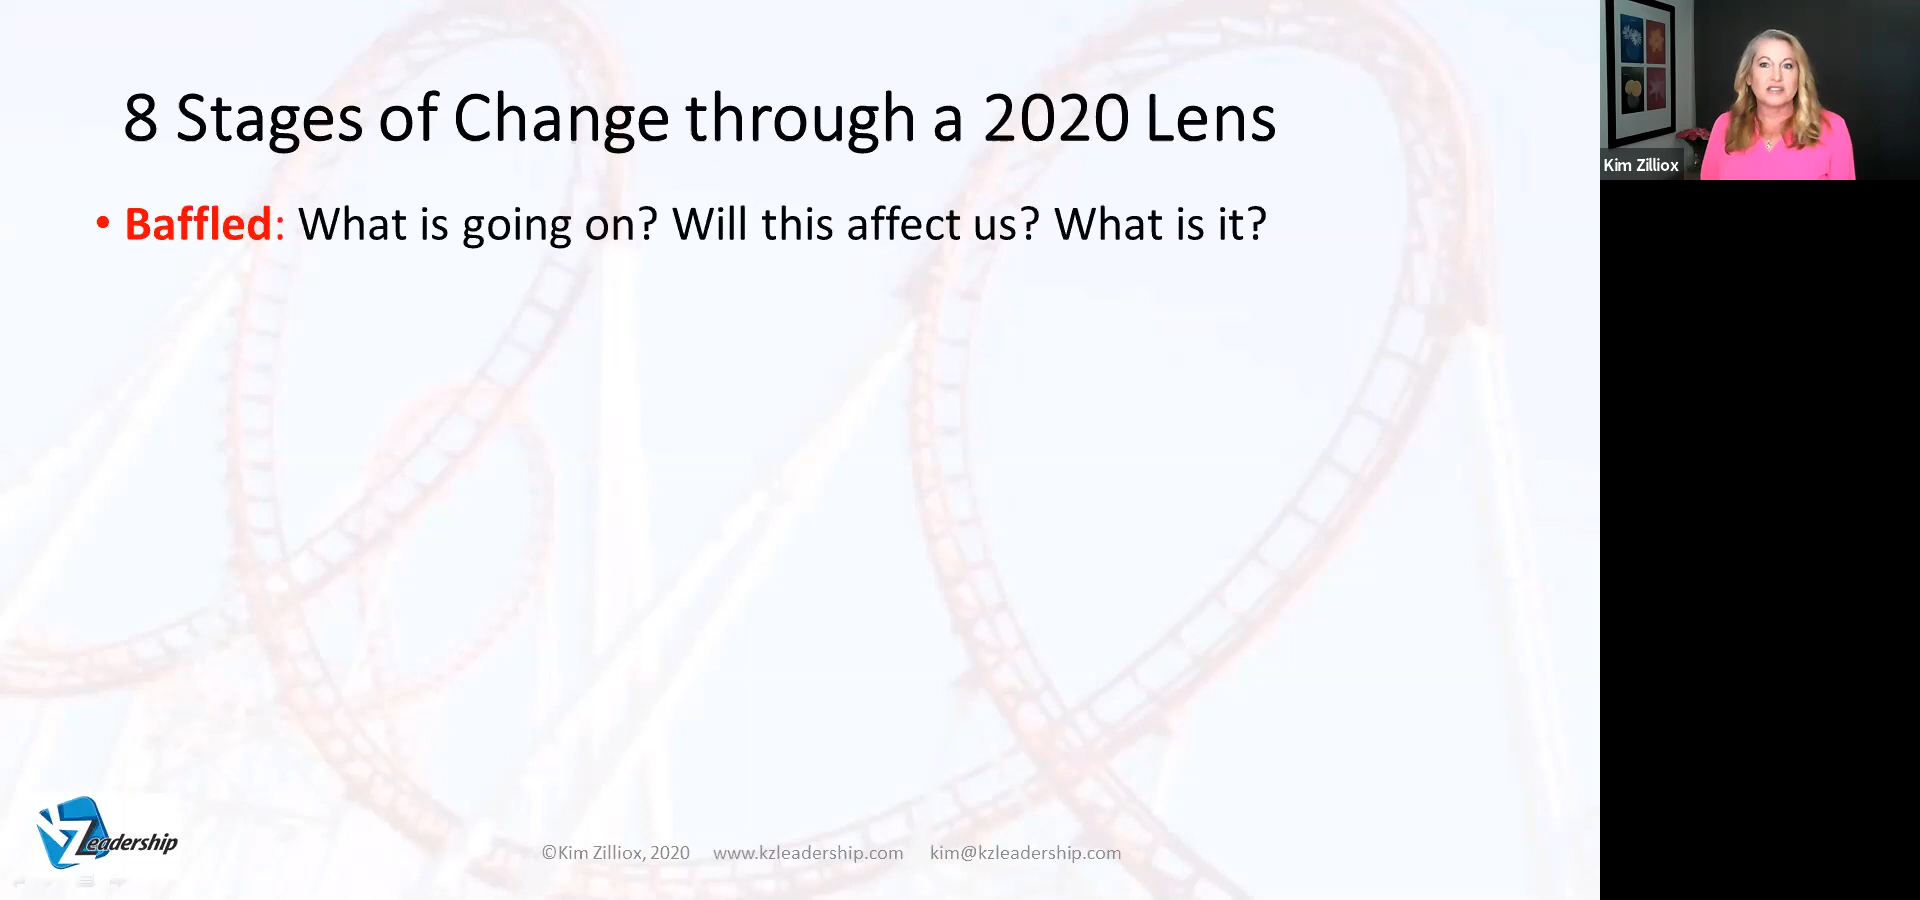 8 Stages of Change through a 2020 Lens
• Baffled: What is going on? Will this affect us? What is it?
Kim Zilliox
KZLeadership
©Kim Zilliox, 2020 www.kzleadership.com kim@kzleadership.com